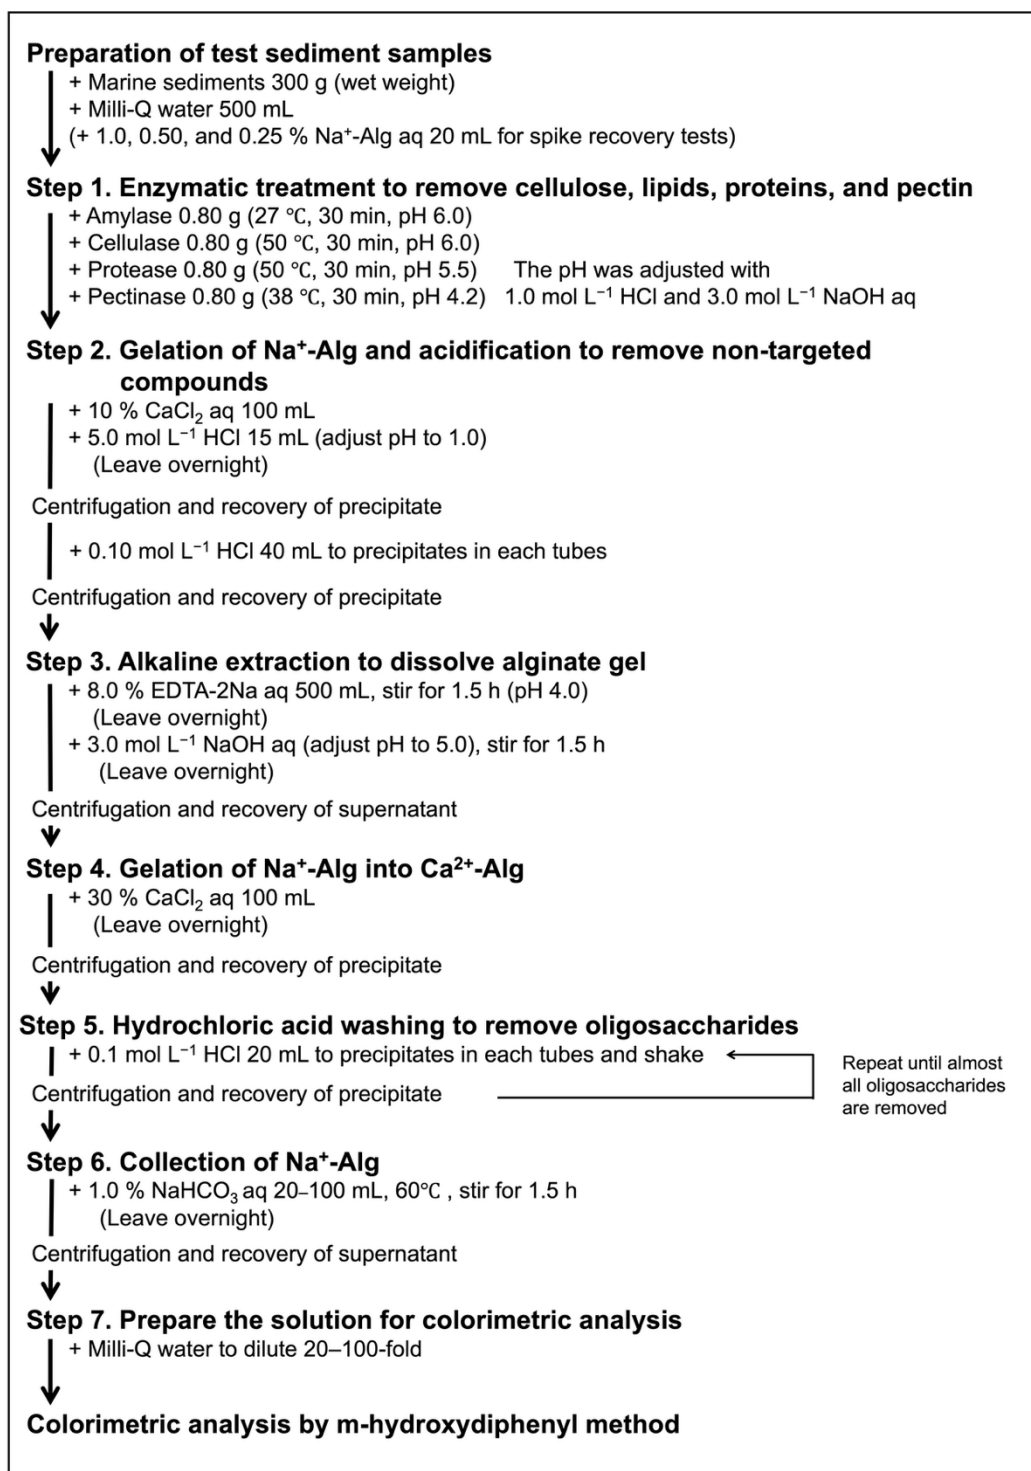 Preparation of test sediment samples
+ Marine sediments 300 g (wet weight)
+ Milli-Q water 500 mL
(+ 1.0, 0.50, and 0.25 % Na⁺-Alg aq 20 mL for spike recovery tests)
Step 1. Enzymatic treatment to remove cellulose, lipids, proteins, and pectin
+ Amylase 0.80 g (27 ℃, 30 min, pH 6.0)
+ Cellulase 0.80 g (50 ℃, 30 min, pH 6.0)
+ Protease 0.80 g (50 ℃, 30 min, pH 5.5) The pH was adjusted with
+ Pectinase 0.80 g (38 ℃, 30 min, pH 4.2) 1.0 mol L⁻¹ HCl and 3.0 mol L⁻¹ NaOH aq
Step 2. Gelation of Na⁺-Alg and acidification to remove non-targeted
compounds
+ 10 % CaCl₂ aq 100 mL
+ 5.0 mol L⁻¹ HCl 15 mL (adjust pH to 1.0)
(Leave overnight)
Centrifugation and recovery of precipitate
+ 0.10 mol L⁻¹ HCl 40 mL to precipitates in each tubes
Centrifugation and recovery of precipitate
Step 3. Alkaline extraction to dissolve alginate gel
+ 8.0 % EDTA-2Na aq 500 mL, stir for 1.5 h (pH 4.0)
(Leave overnight)
+ 3.0 mol L⁻¹ NaOH aq (adjust pH to 5.0), stir for 1.5 h
(Leave overnight)
Centrifugation and recovery of supernatant
Step 4. Gelation of Na⁺-Alg into Ca²⁺-Alg
+ 30 % CaCl₂ aq 100 mL
(Leave overnight)
Centrifugation and recovery of precipitate
Step 5. Hydrochloric acid washing to remove oligosaccharides
+ 0.1 mol L⁻¹ HCl 20 mL to precipitates in each tubes and shake
Centrifugation and recovery of precipitate
Repeat until almost
all oligosaccharides
are removed
Step 6. Collection of Na⁺-Alg
+ 1.0 % NaHCO₃ aq 20–100 mL, 60℃ , stir for 1.5 h
(Leave overnight)
Centrifugation and recovery of supernatant
Step 7. Prepare the solution for colorimetric analysis
+ Milli-Q water to dilute 20–100-fold
Colorimetric analysis by m-hydroxydiphenyl method